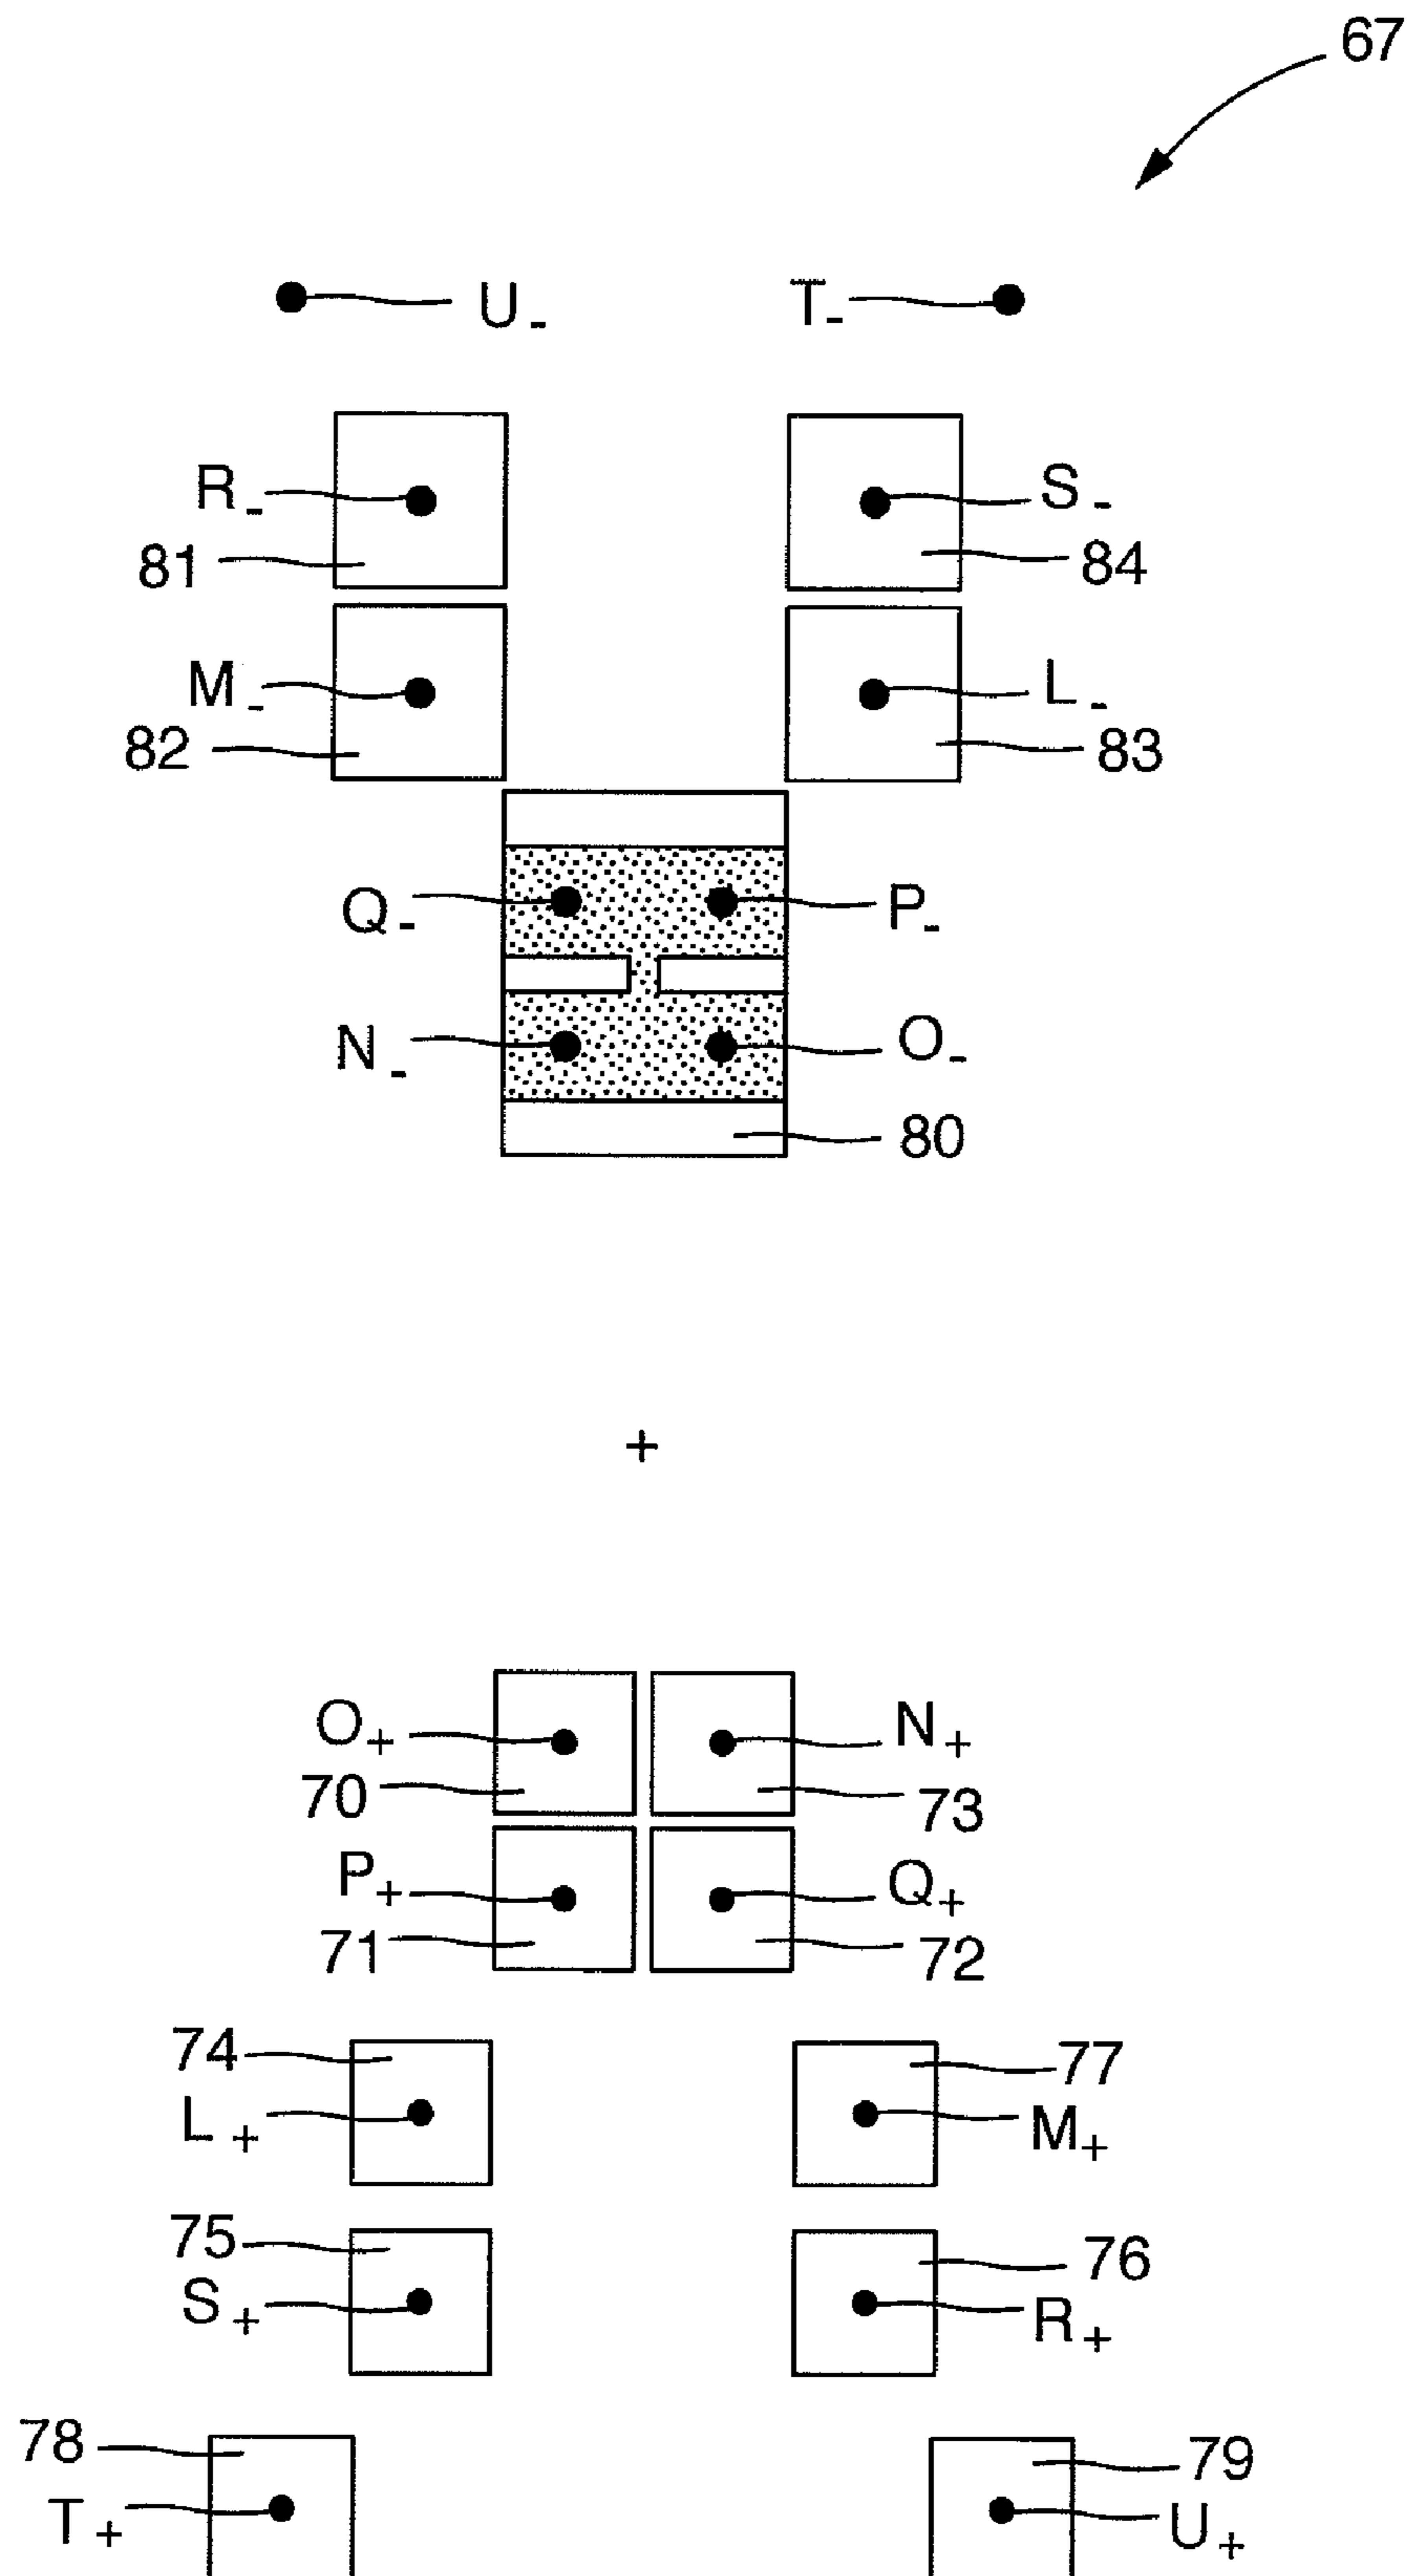 67
U- T-
R- S-
81 84
M- L-
82 83
Q- P-
N- O-
80
+
O+ N+
70 73
P+ Q+
71 72
74 77
L+ M+
75 76
S+ R+
78 79
T+ U+